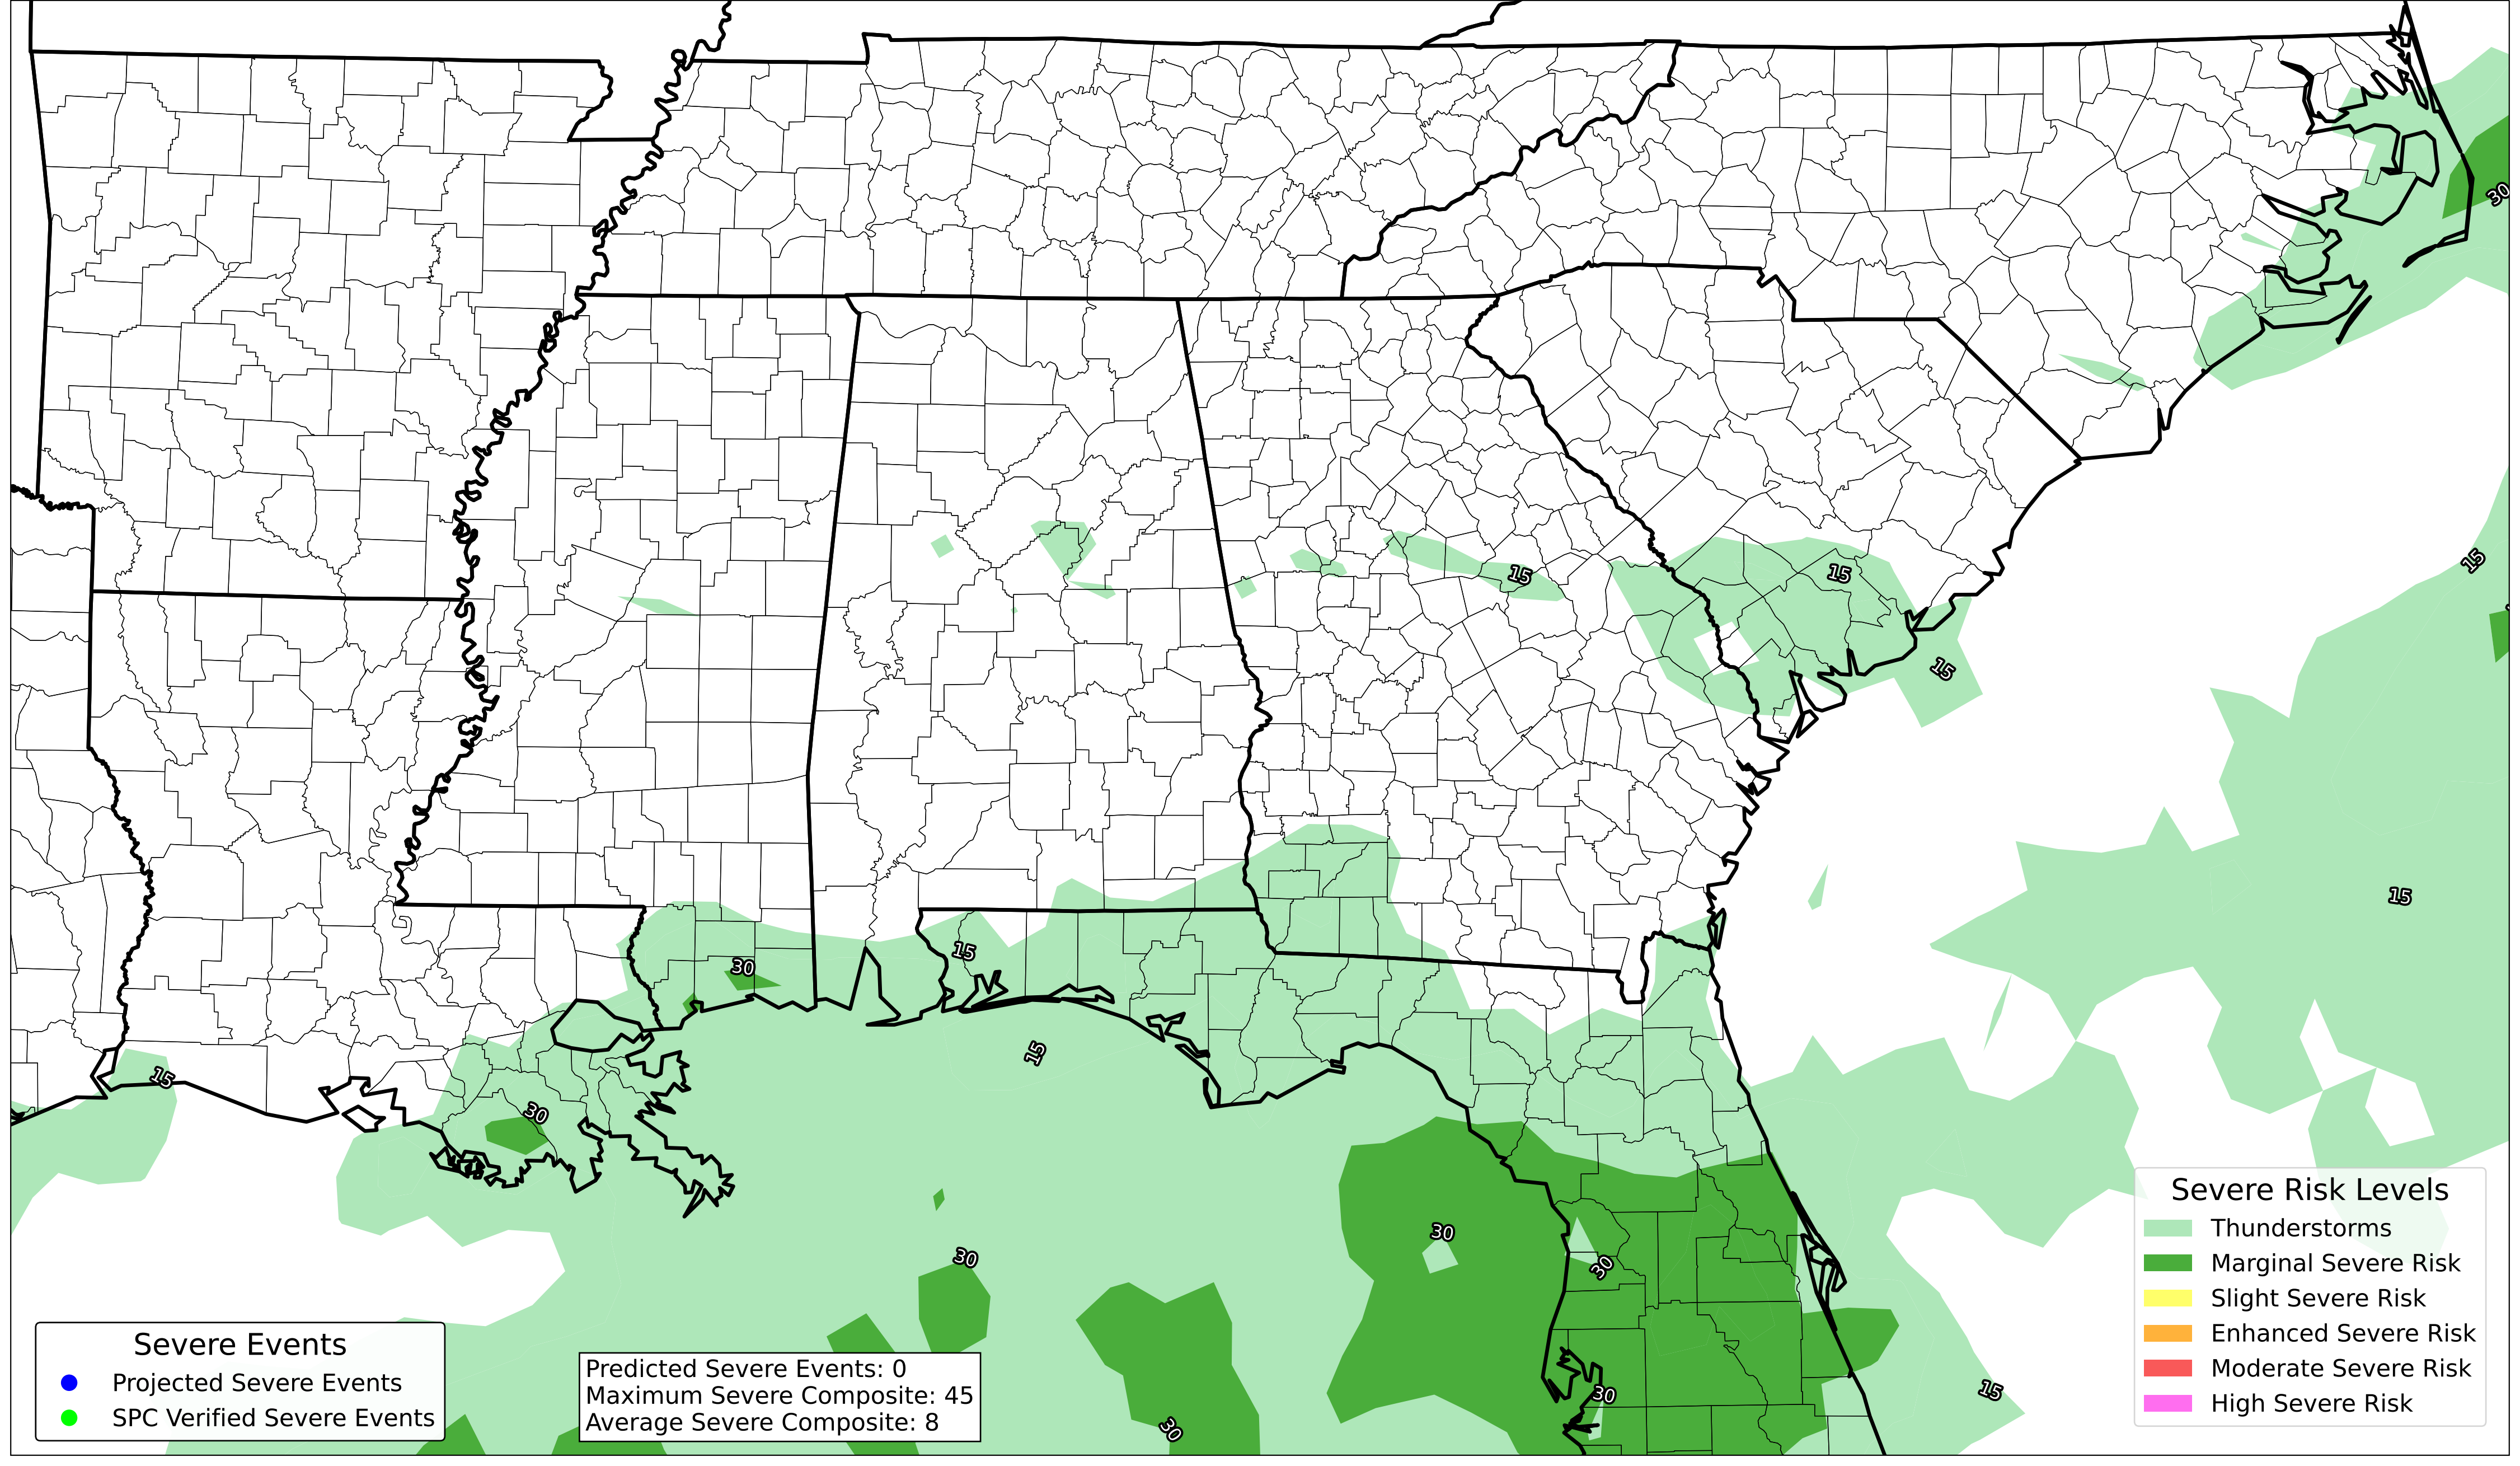 30
15
15
15
15
15
15
30
15
15
15
30
30
30
30
30
15
30
Severe Risk Levels
Thunderstorms
Marginal Severe Risk
Slight Severe Risk
Enhanced Severe Risk
Moderate Severe Risk
High Severe Risk
Severe Events
Projected Severe Events
SPC Verified Severe Events
Predicted Severe Events: 0
Maximum Severe Composite: 45
Average Severe Composite: 8